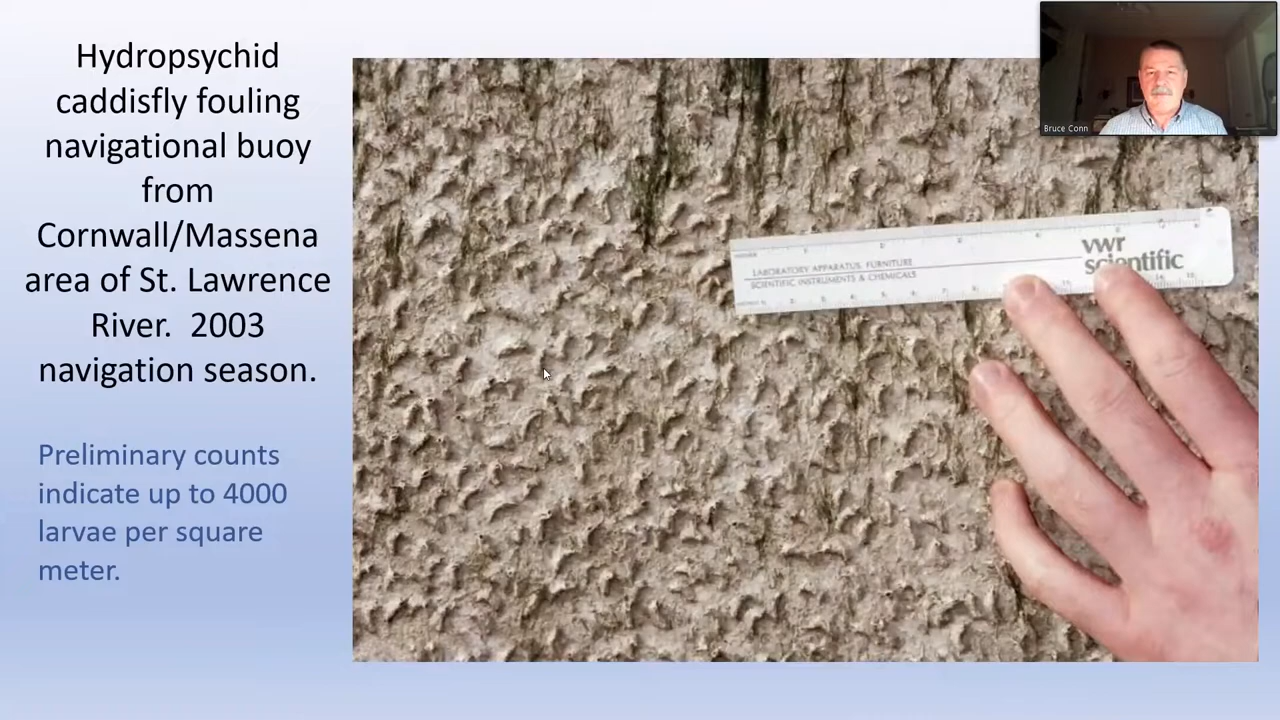 Hydropsychid
caddisfly fouling
navigational buoy
from
Cornwall/Massena
area of St. Lawrence
River.  2003
navigation season.
Preliminary counts
indicate up to 4000
larvae per square
meter.
vwr
scientific
LABORATORY APPARATUS, FURNITURE
SCIENTIFIC INSTRUMENTS & CHEMICALS
Bruce Conn